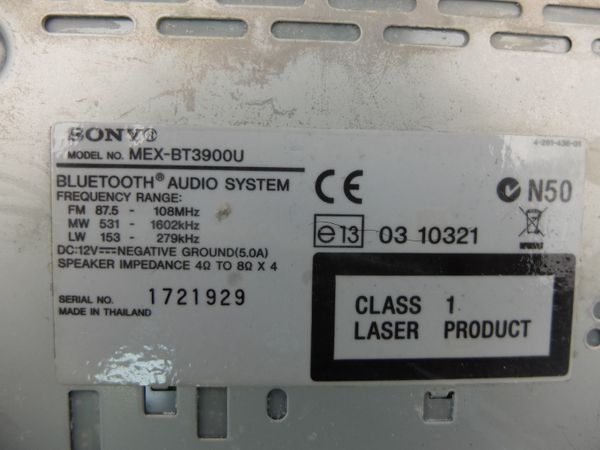 SONY®
MODEL NO. MEX-BT3900U
4-281-436-01
BLUETOOTH® AUDIO SYSTEM
FREQUENCY RANGE:
FM 87.5 - 108MHz
MW 531 - 1602kHz
LW 153 - 279kHz
DC:12V⎓NEGATIVE GROUND(5.0A)
SPEAKER IMPEDANCE 4Ω TO 8Ω X 4
SERIAL NO. 1721929
MADE IN THAILAND
CE
N50
e13 03 10321
CLASS 1
LASER PRODUCT